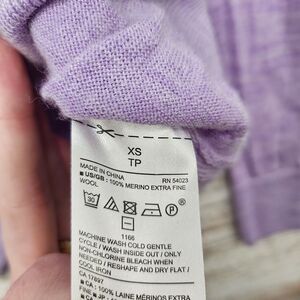 XS
TP
MADE IN CHINA
RN 54023
■ US/GB : 100% MERINO EXTRA FINE
WOOL
30
P
1166
MACHINE WASH COLD GENTLE
CYCLE / WASH INSIDE OUT / ONLY
NON-CHLORINE BLEACH WHEN
NEEDED / RESHAPE AND DRY FLAT /
COOL IRON
CA 17897
■ CA : 100% LAINE MÉRINOS EXTRA